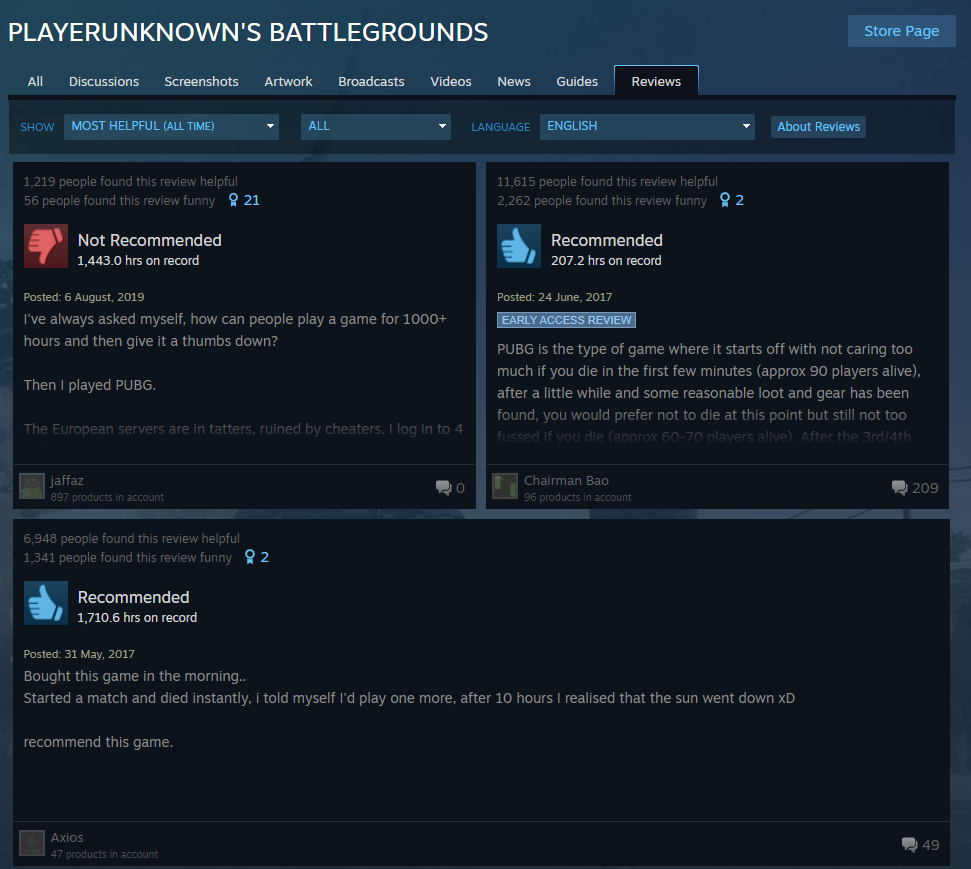 PLAYERUNKNOWN'S BATTLEGROUNDS
Store Page
All Discussions Screenshots Artwork Broadcasts Videos News Guides Reviews
SHOW MOST HELPFUL (ALL TIME) ALL LANGUAGE ENGLISH About Reviews
1,219 people found this review helpful
56 people found this review funny 21
Not Recommended
1,443.0 hrs on record
Posted: 6 August, 2019
I've always asked myself, how can people play a game for 1000+
hours and then give it a thumbs down?
Then I played PUBG.
The European servers are in tatters, ruined by cheaters. I log in to 4
jaffaz
897 products in account
0
11,615 people found this review helpful
2,262 people found this review funny 2
Recommended
207.2 hrs on record
Posted: 24 June, 2017
EARLY ACCESS REVIEW
PUBG is the type of game where it starts off with not caring too
much if you die in the first few minutes (approx 90 players alive),
after a little while and some reasonable loot and gear has been
found, you would prefer not to die at this point but still not too
fussed if you die (approx 60-70 players alive). After the 3rd/4th
Chairman Bao
96 products in account
209
6,948 people found this review helpful
1,341 people found this review funny 2
Recommended
1,710.6 hrs on record
Posted: 31 May, 2017
Bought this game in the morning..
Started a match and died instantly, i told myself I'd play one more, after 10 hours I realised that the sun went down xD
recommend this game.
Axios
47 products in account
49